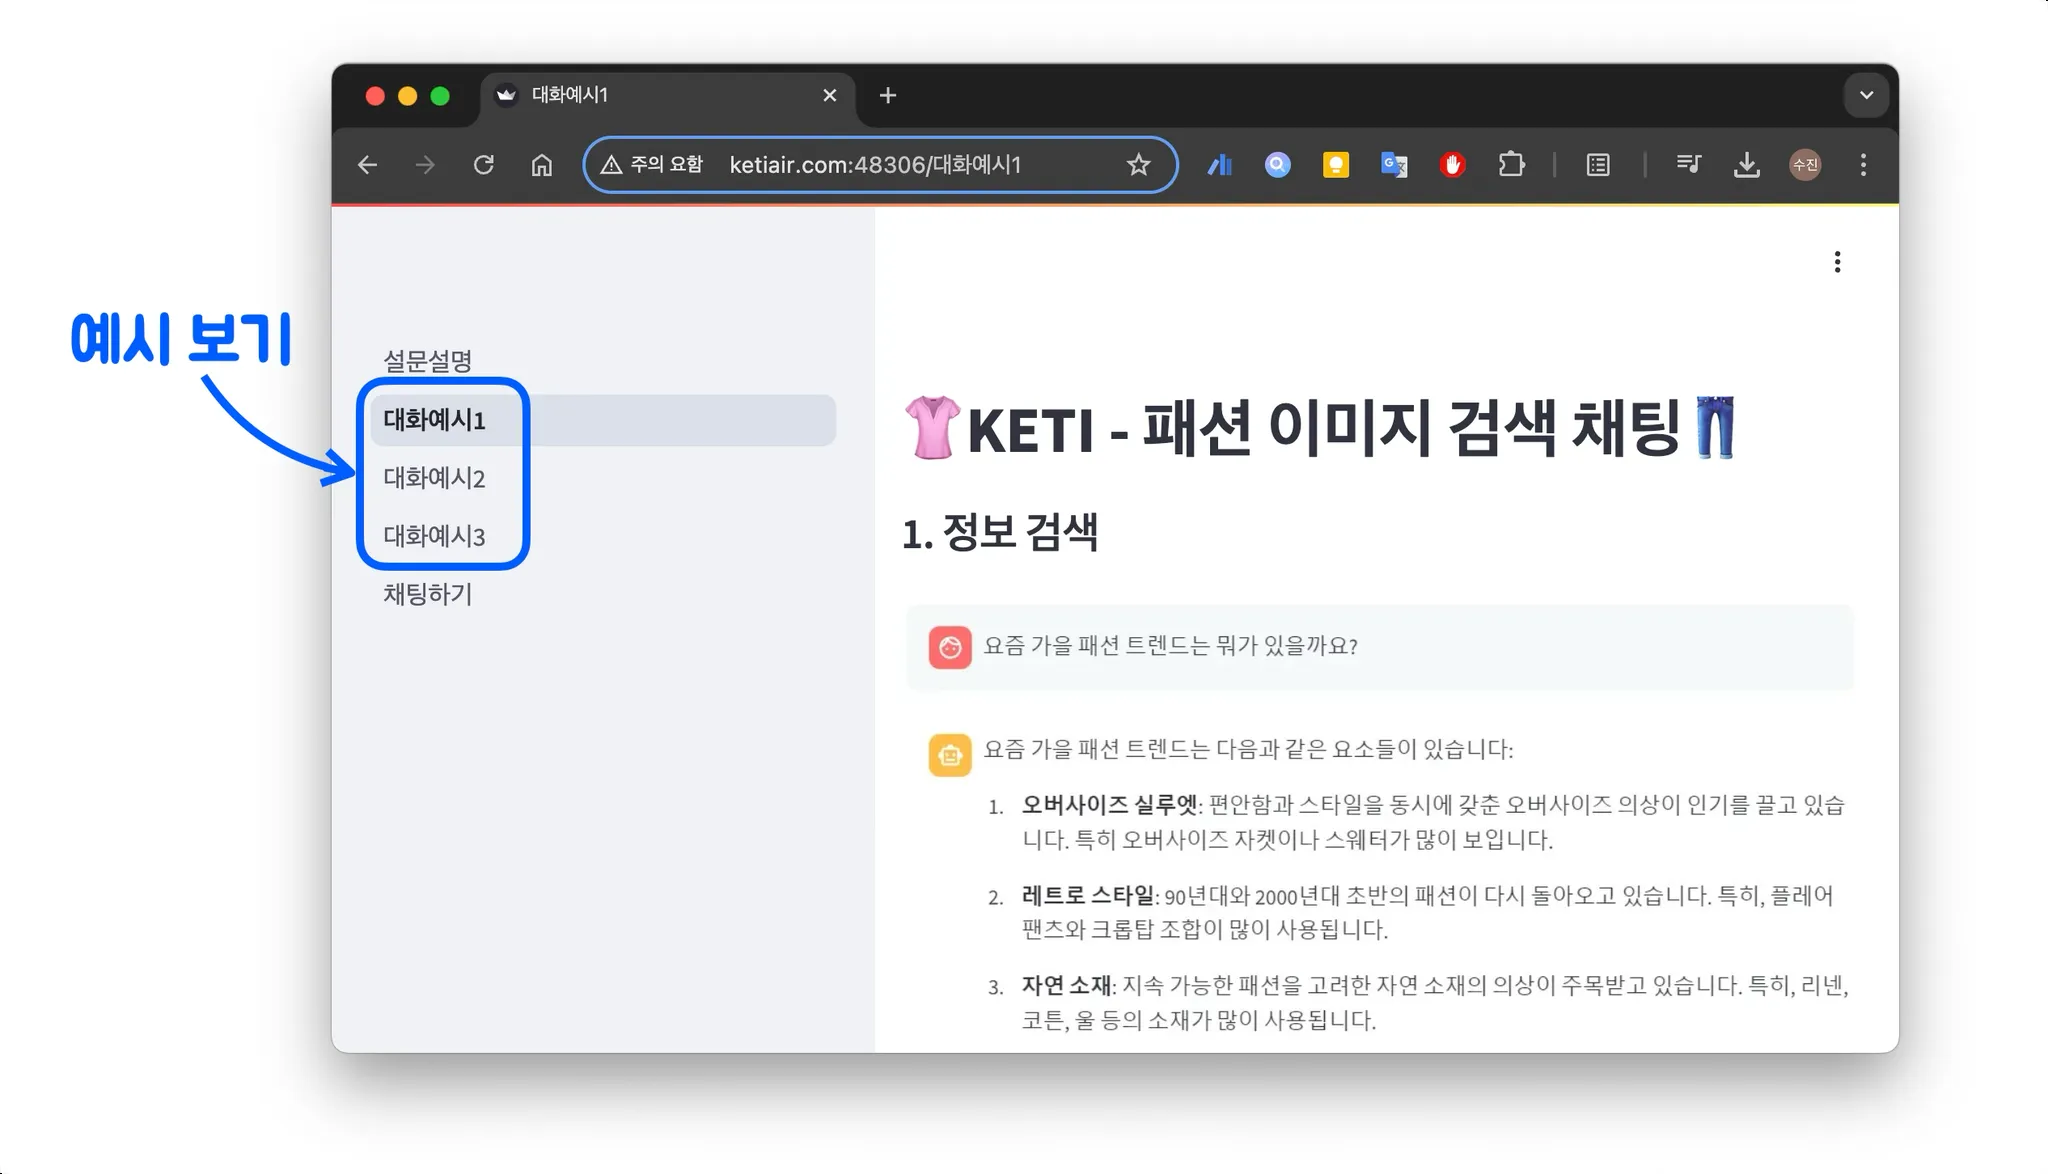 대화예시1
주의 요함 ketiair.com:48306/대화예시1
수진
예시 보기
설문설명
대화예시1
대화예시2
대화예시3
채팅하기
KETI - 패션 이미지 검색 채팅
1. 정보 검색
요즘 가을 패션 트렌드는 뭐가 있을까요?
요즘 가을 패션 트렌드는 다음과 같은 요소들이 있습니다:
1. 오버사이즈 실루엣: 편안함과 스타일을 동시에 갖춘 오버사이즈 의상이 인기를 끌고 있습
니다. 특히 오버사이즈 자켓이나 스웨터가 많이 보입니다.
2. 레트로 스타일: 90년대와 2000년대 초반의 패션이 다시 돌아오고 있습니다. 특히, 플레어
팬츠와 크롭탑 조합이 많이 사용됩니다.
3. 자연 소재: 지속 가능한 패션을 고려한 자연 소재의 의상이 주목받고 있습니다. 특히, 리넨,
코튼, 울 등의 소재가 많이 사용됩니다.